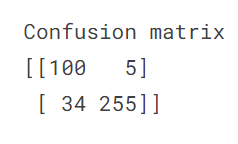 Confusion matrix
[[100   5]
 [ 34 255]]